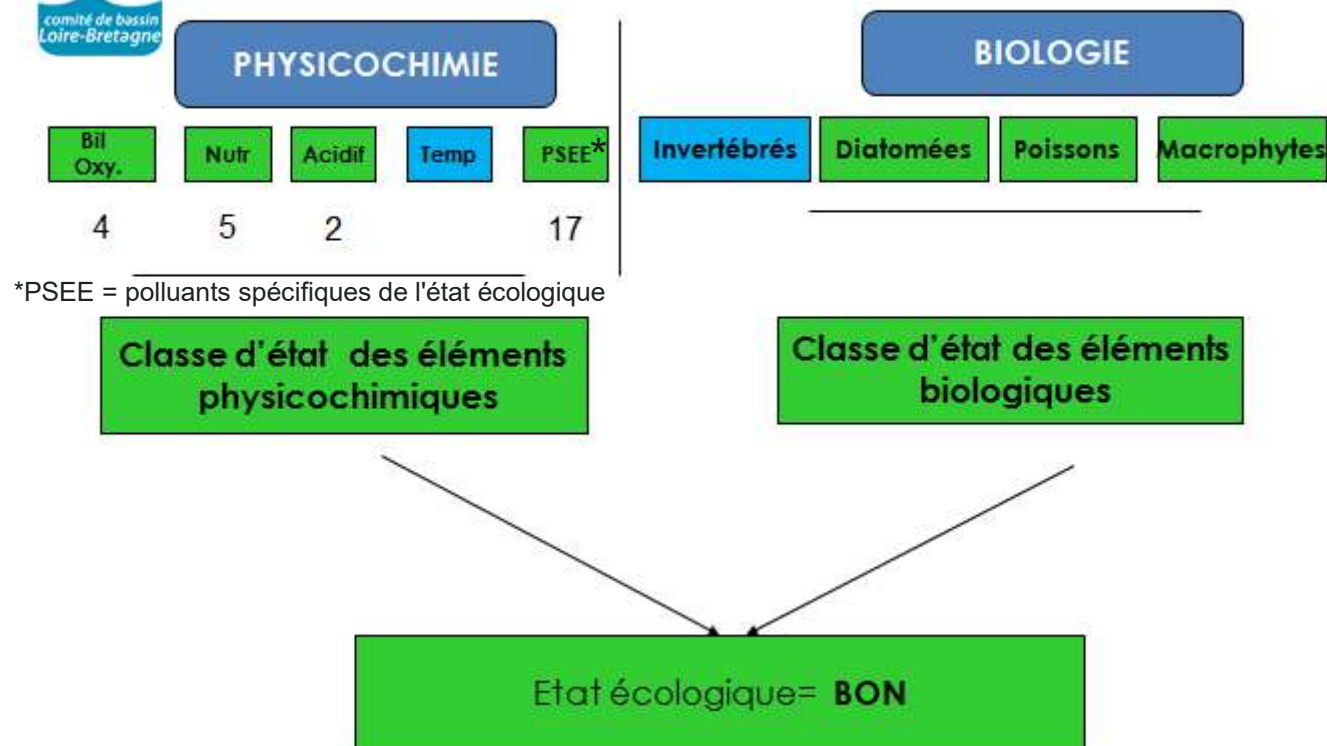 comité de bassin
Loire-Bretagne
PHYSICOCHIMIE
BIOLOGIE
Bil
Oxy.
Nutr
Acidif
Temp
PSEE*
Invertébrés
Diatomées
Poissons
Macrophytes
4
5
2
17
*PSEE = polluants spécifiques de l'état écologique
Classe d'état des éléments
physicochimiques
Classe d'état des éléments
biologiques
Etat écologique= BON